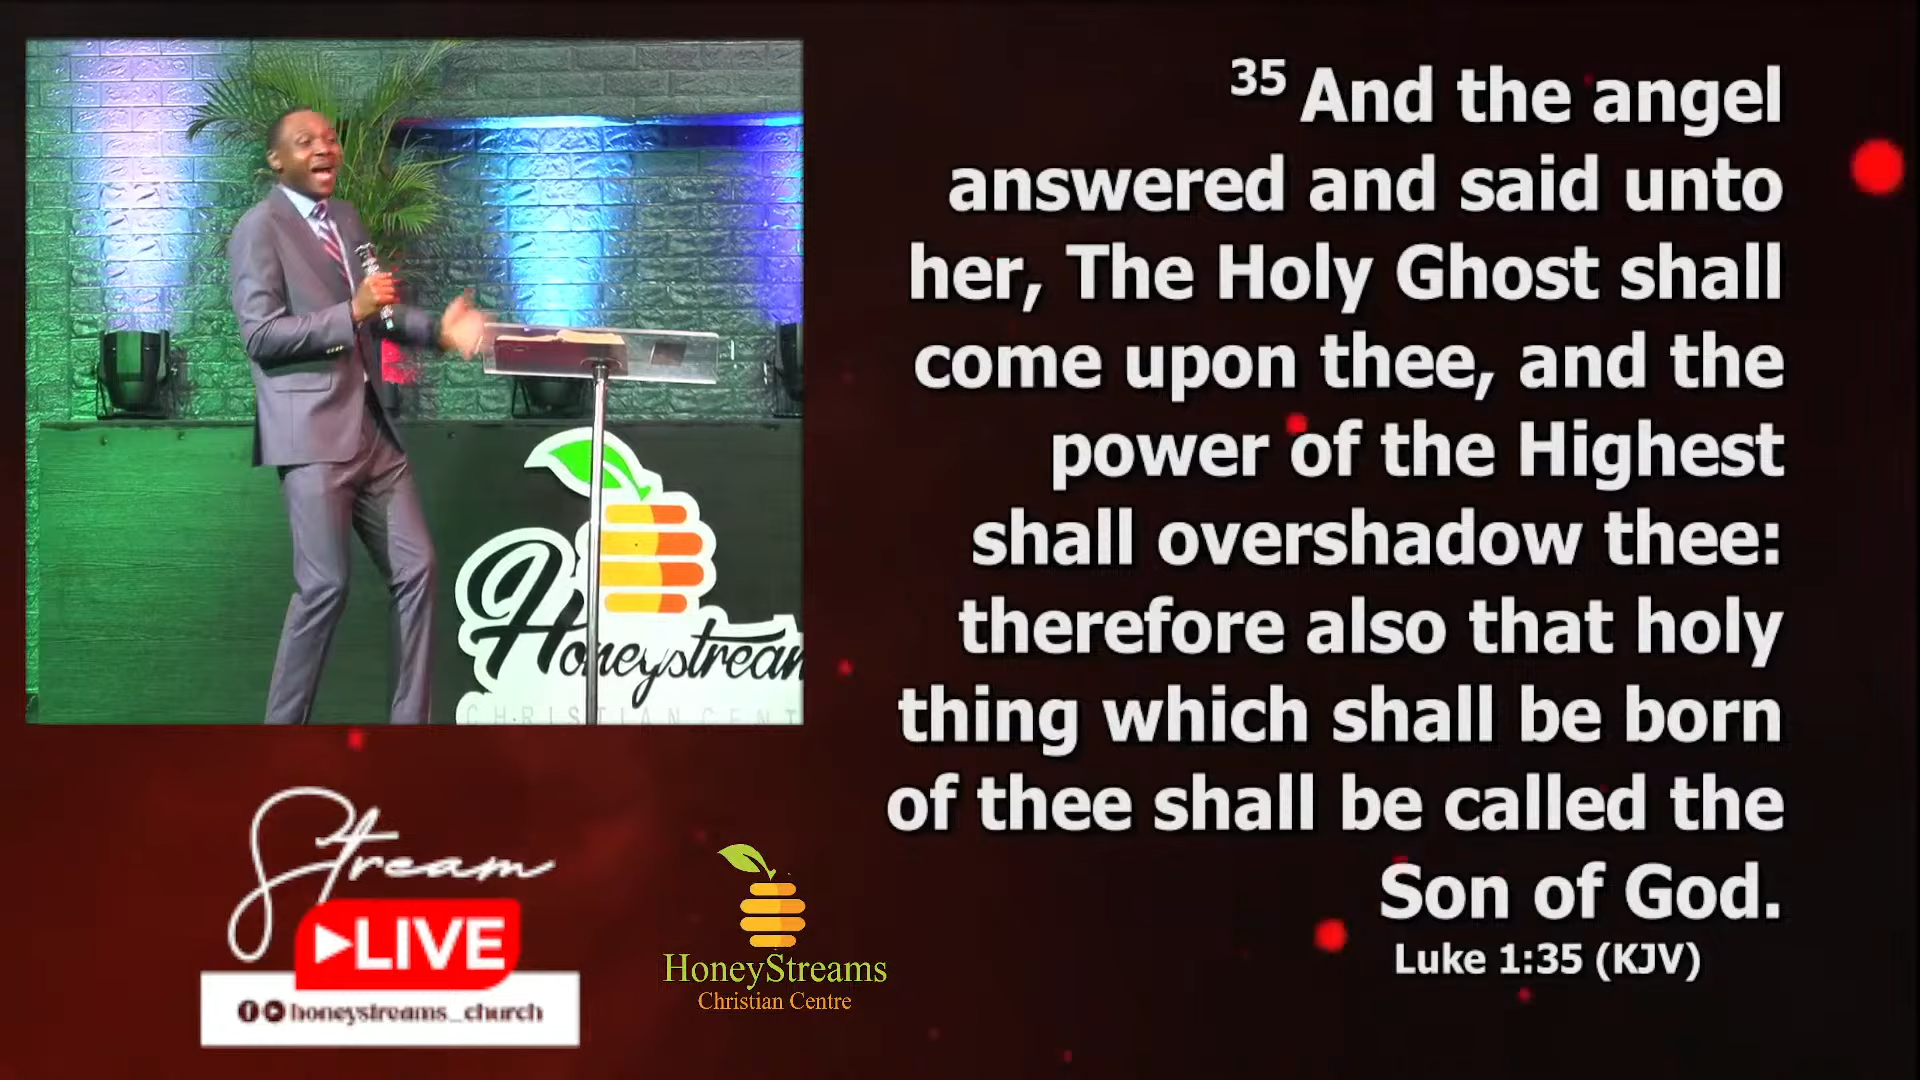 35 And the angel
answered and said unto
her, The Holy Ghost shall
come upon thee, and the
power of the Highest
shall overshadow thee:
therefore also that holy
thing which shall be born
of thee shall be called the
Son of God.
Luke 1:35 (KJV)
Honeystream
CHRISTIAN CENT
Stream
LIVE
honeystreams_church
HoneyStreams
Christian Centre